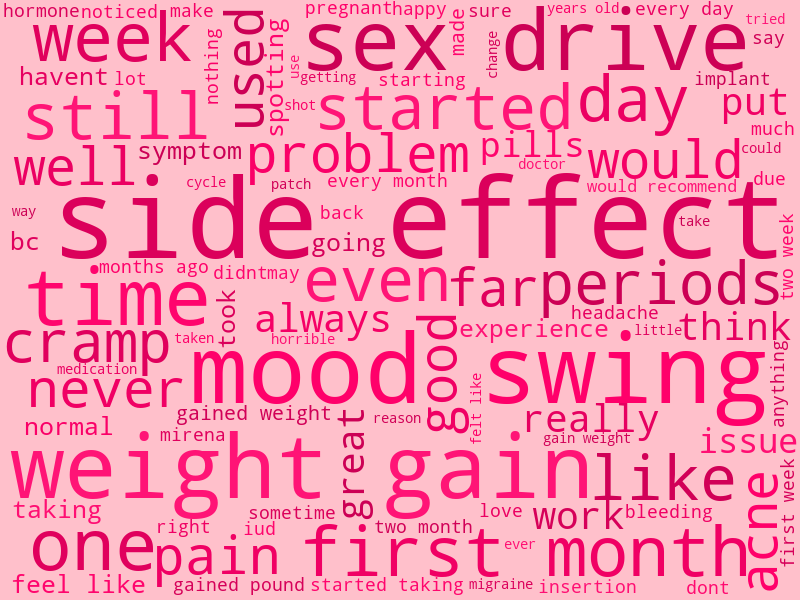 hormone noticed make pregnant happy sure years old every day
week used sex drive tried
say
nothing spotting use made change
havent lot getting starting implant
still shot started day put
much
well symptom problem pills would could
doctor
cycle patch every month would recommend due
way side effect take
back
bc going two week
months ago didnt may even far periods
time took always headache
cramp taken horrible good experience little think
medication mood swing anything
never felt like
gained weight reason really
normal mirena great gain weight issue
weight gain like acne first week
taking sometime love work bleeding
right iud two month
one pain first ever month
feel like gained pound started taking migraine insertion dont